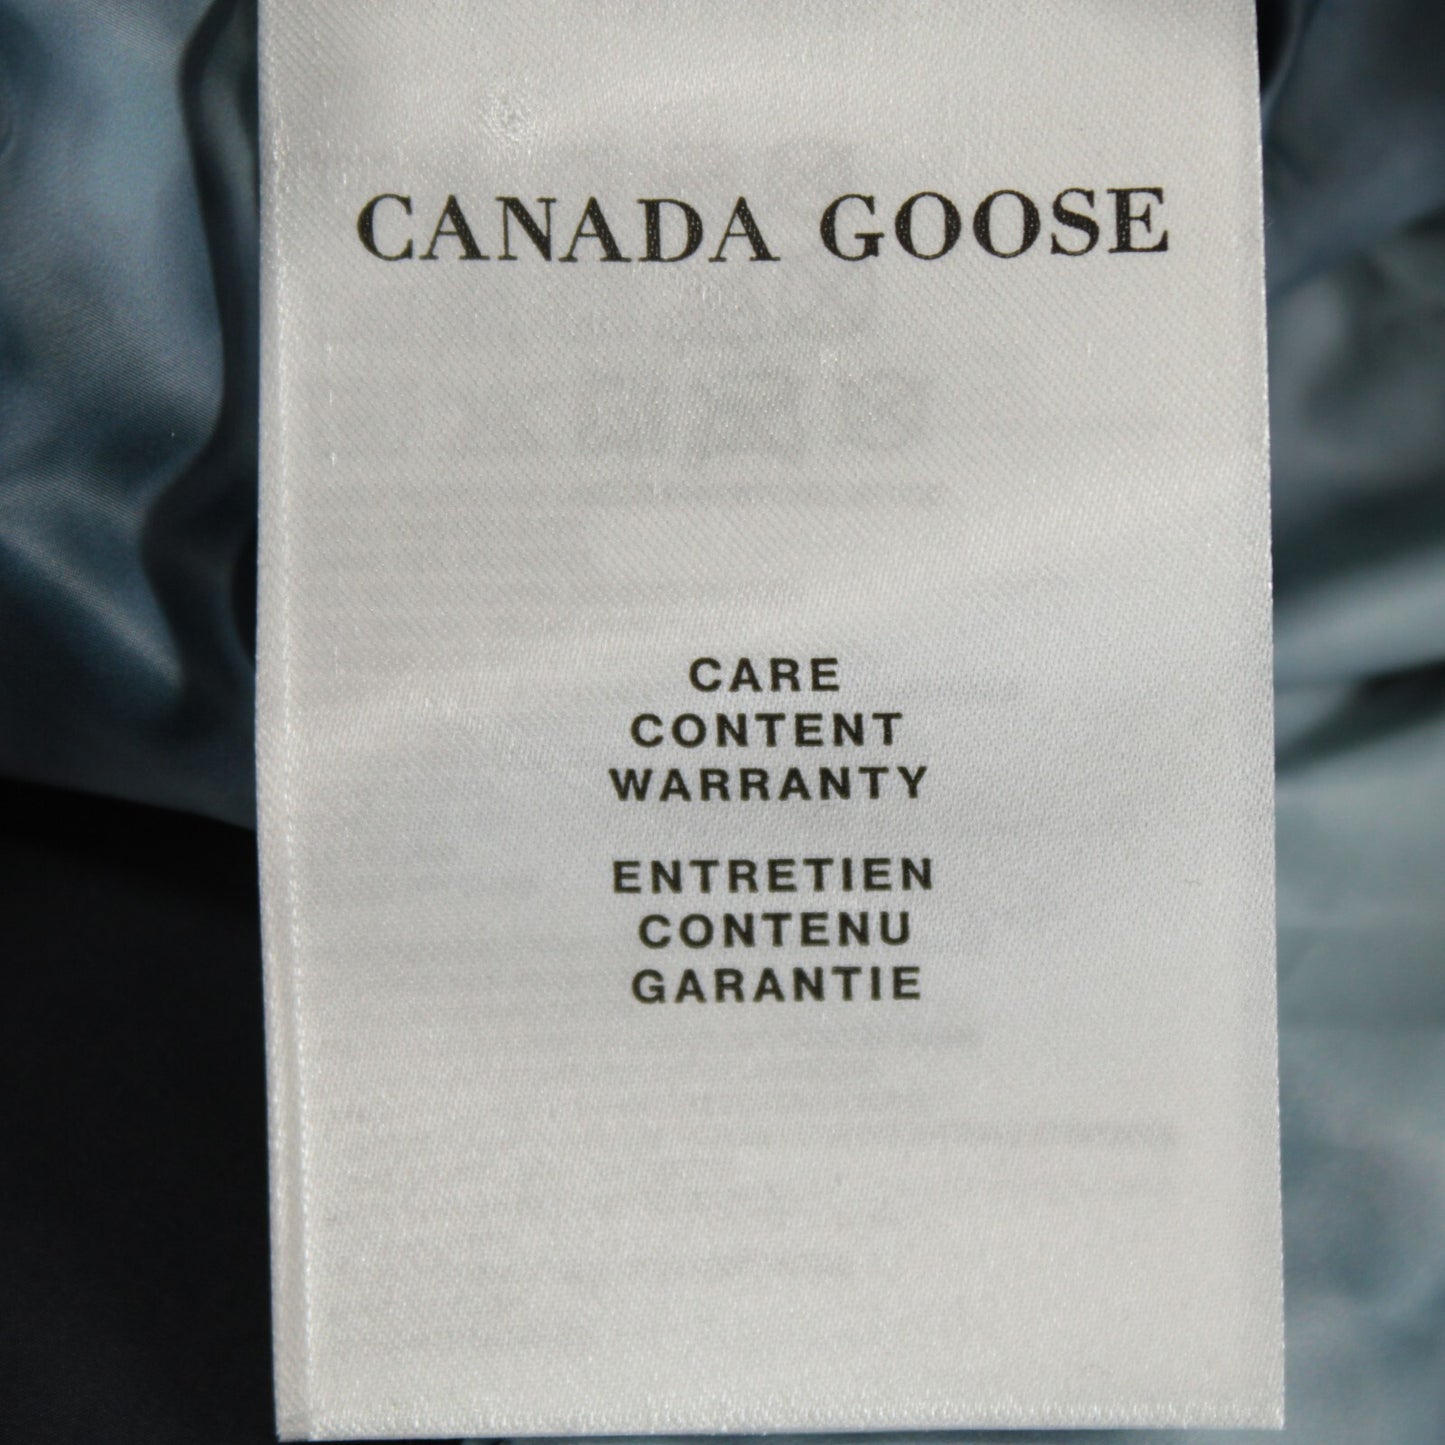 CANADA GOOSE
CARE
CONTENT
WARRANTY
ENTRETIEN
CONTENU
GARANTIE